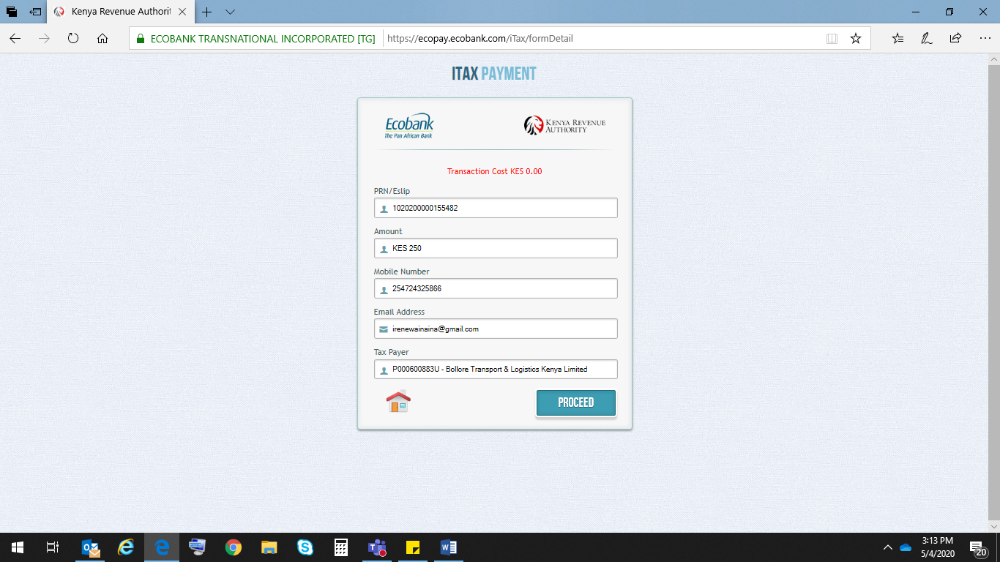 Kenya Revenue Authorit
ECOBANK TRANSNATIONAL INCORPORATED [TG]
https://ecopay.ecobank.com/iTax/formDetail
ITAX PAYMENT
Ecobank
The Pan African Bank
KENYA REVENUE
AUTHORITY
Transaction Cost KES 0.00
PRN/Eslip
1020200000155482
Amount
KES 250
Mobile Number
254724325866
Email Address
irenewainaina@gmail.com
Tax Payer
P000600883U - Bollore Transport & Logistics Kenya Limited
PROCEED
3:13 PM
5/4/2020
20